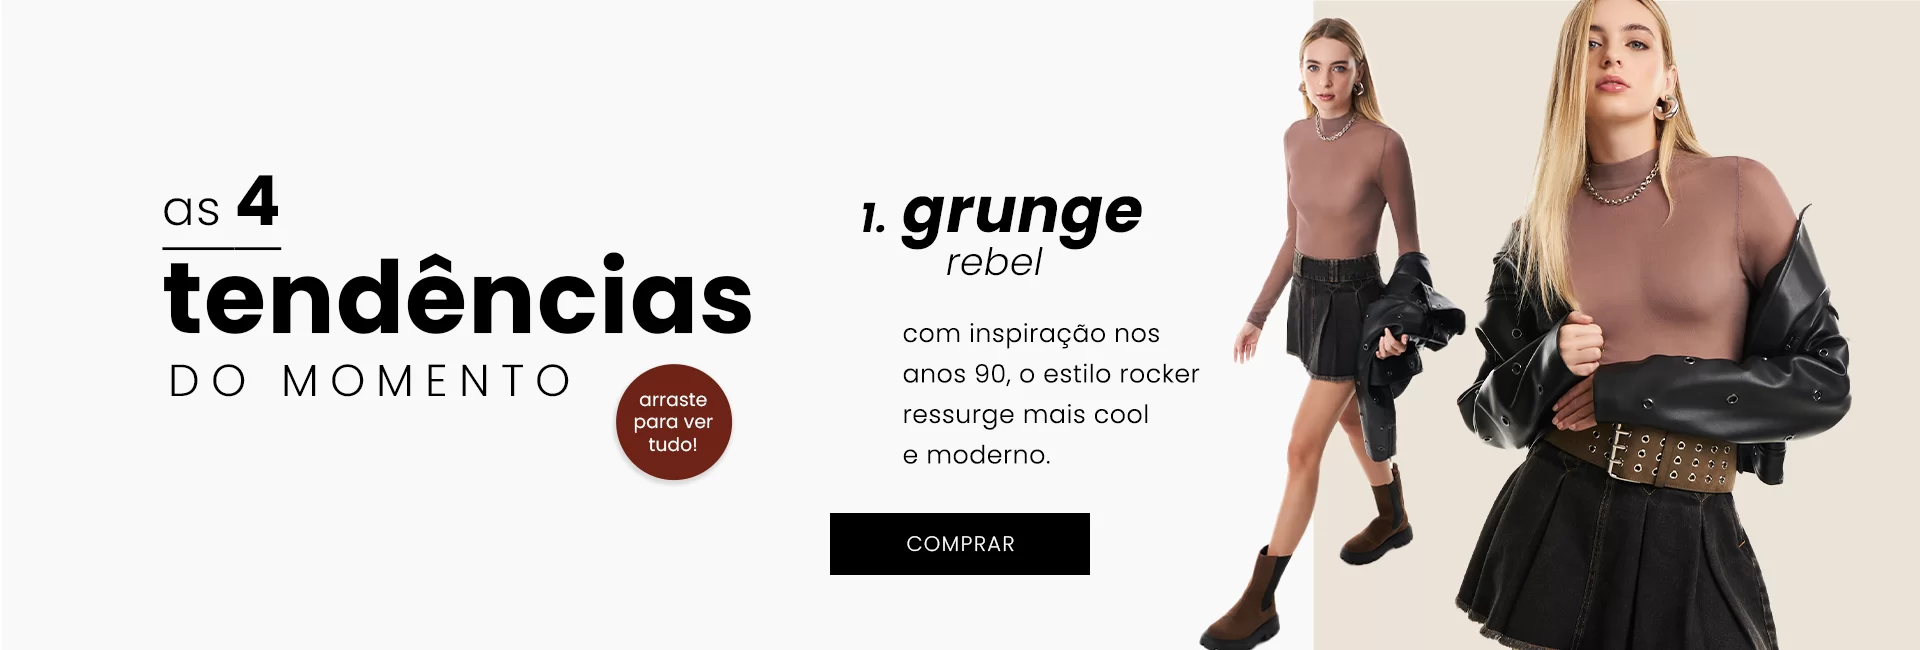 as 4
tendências
DO MOMENTO
arraste
para ver
tudo!
1. grunge
rebel
com inspiração nos
anos 90, o estilo rocker
ressurge mais cool
e moderno.
COMPRAR